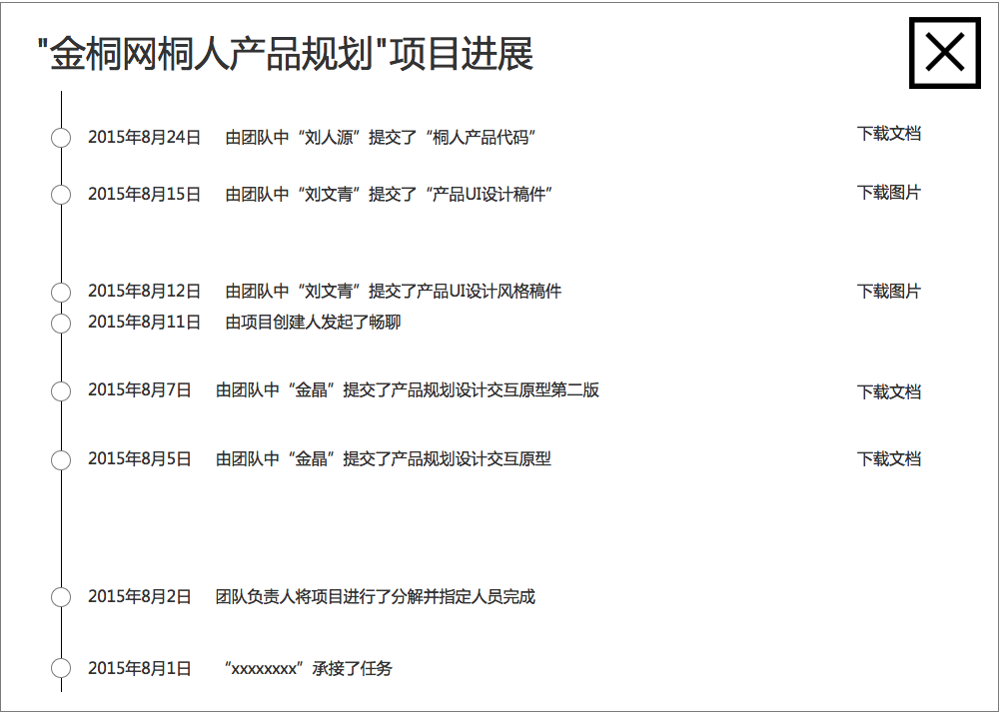 "金桐网桐人产品规划"项目进展
2015年8月24日 由团队中“刘人源”提交了“桐人产品代码” 下载文档
2015年8月15日 由团队中“刘文青”提交了“产品UI设计稿件” 下载图片
2015年8月12日 由团队中“刘文青”提交了产品UI设计风格稿件 下载图片
2015年8月11日 由项目创建人发起了畅聊
2015年8月7日 由团队中“金晶”提交了产品规划设计交互原型第二版 下载文档
2015年8月5日 由团队中“金晶”提交了产品规划设计交互原型 下载文档
2015年8月2日 团队负责人将项目进行了分解并指定人员完成
2015年8月1日 “xxxxxxxx”承接了任务